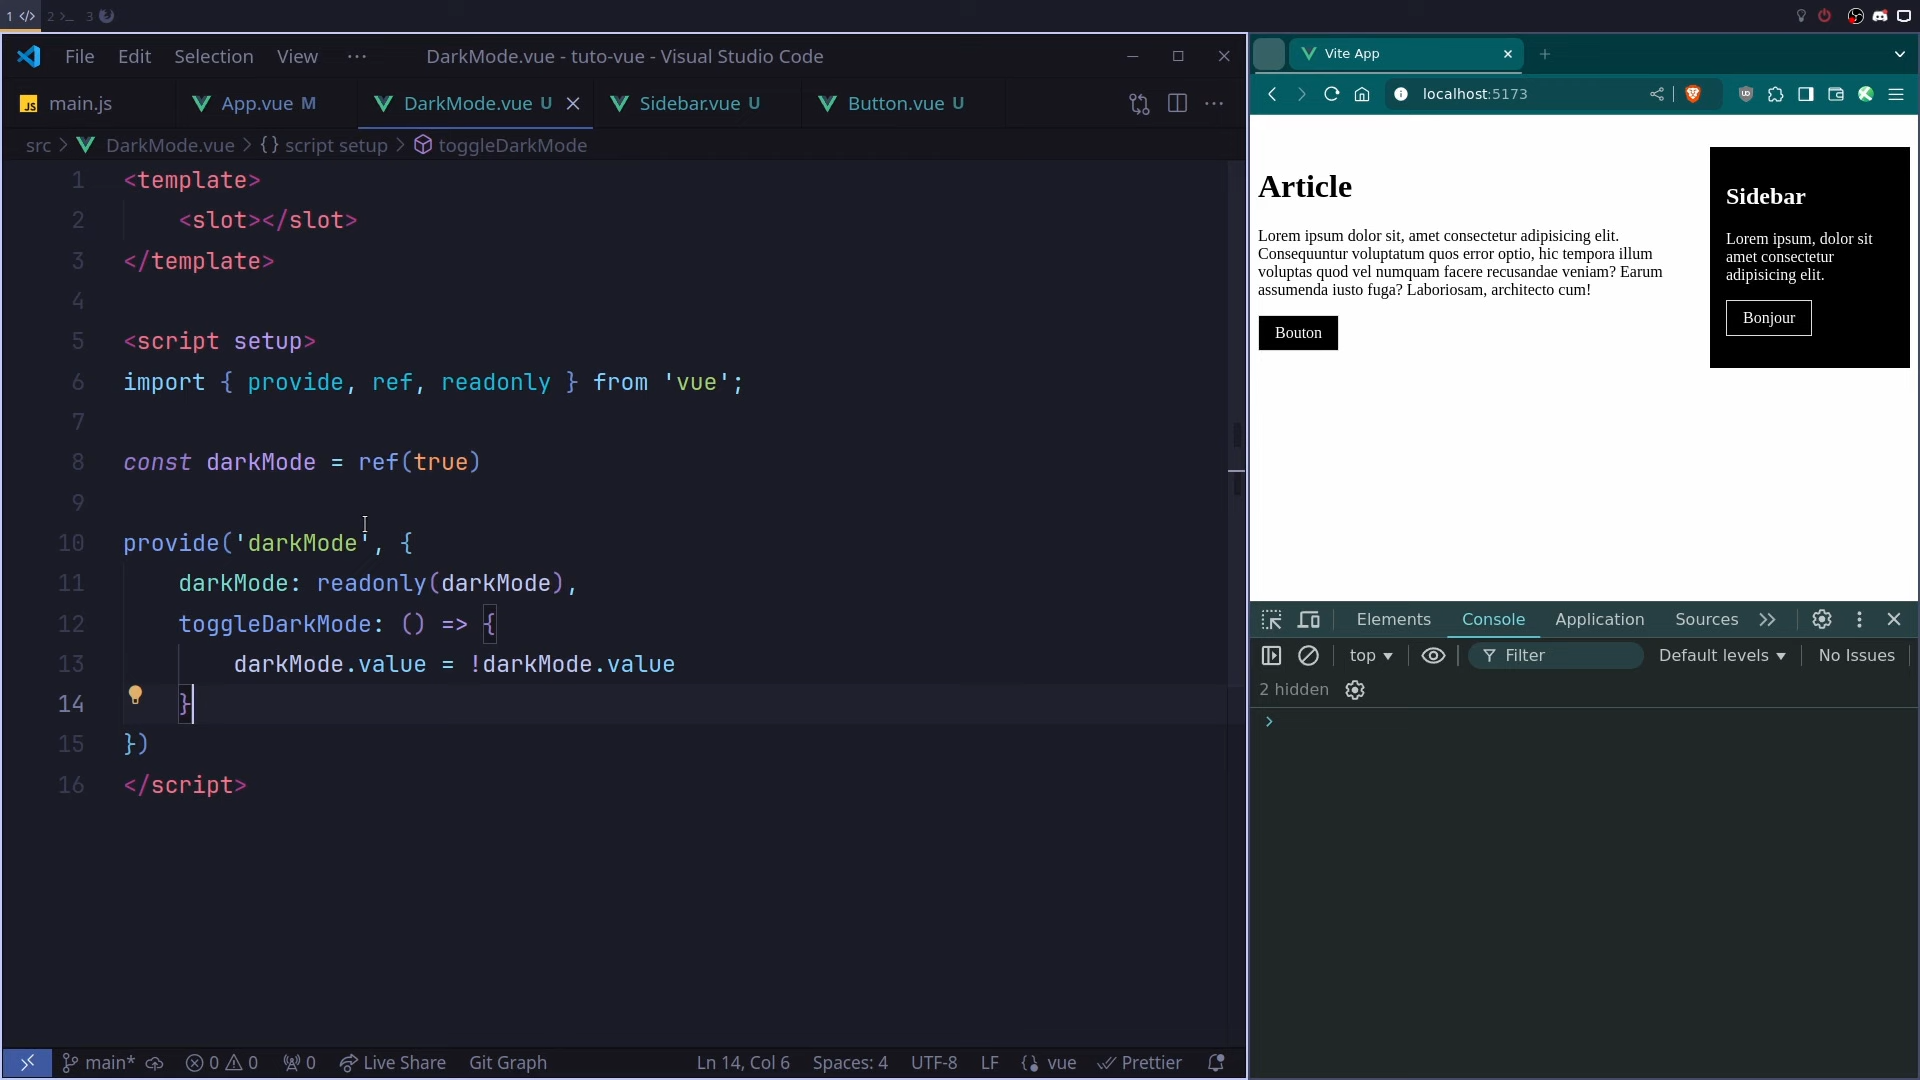 1 </> 2 >_ 3
File Edit Selection View ··· DarkMode.vue - tuto-vue - Visual Studio Code
JS main.js App.vue M DarkMode.vue U Sidebar.vue U Button.vue U
src > DarkMode.vue > {} script setup > toggleDarkMode
1 <template>
2 <slot></slot>
3 </template>
4
5 <script setup>
6 import { provide, ref, readonly } from 'vue';
7
8 const darkMode = ref(true)
9
10 provide('darkMode', {
11 darkMode: readonly(darkMode),
12 toggleDarkMode: () => {
13 darkMode.value = !darkMode.value
14 }
15 })
16 </script>
main* 0 0 0 Live Share Git Graph Ln 14, Col 6 Spaces: 4 UTF-8 LF {} vue Prettier
Vite App
localhost:5173
Article
Lorem ipsum dolor sit, amet consectetur adipisicing elit.
Consequuntur voluptatum quos error optio, hic tempora illum
voluptas quod vel numquam facere recusandae veniam? Earum
assumenda iusto fuga? Laboriosam, architecto cum!
Bouton
Sidebar
Lorem ipsum, dolor sit
amet consectetur
adipisicing elit.
Bonjour
Elements Console Application Sources
top Filter Default levels No Issues
2 hidden
>